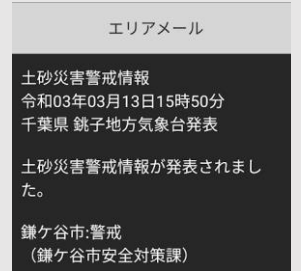 エリアメール
土砂災害警戒情報
令和03年03月13日15時50分
千葉県 銚子地方気象台発表
土砂災害警戒情報が発表されまし
た。
鎌ケ谷市:警戒
（鎌ケ谷市安全対策課）